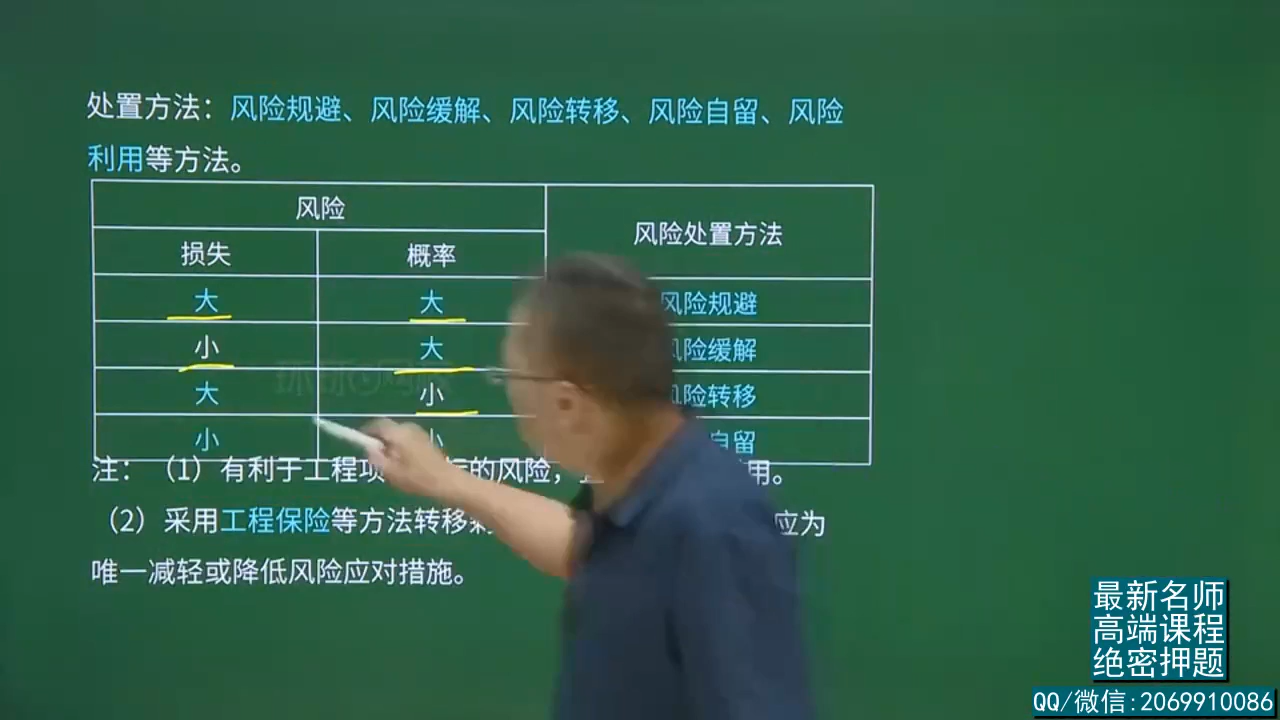 处置方法：风险规避、风险缓解、风险转移、风险自留、风险
利用等方法。
风险
风险处置方法
损失 概率
大 大 风险规避
小 大 风险缓解
大 小 风险转移
小 小 自留
注：（1）有利于工程项 的风险， 用。
（2）采用工程保险等方法转移 应为
唯一减轻或降低风险应对措施。
最新名师
高端课程
绝密押题
QQ/微信:2069910086